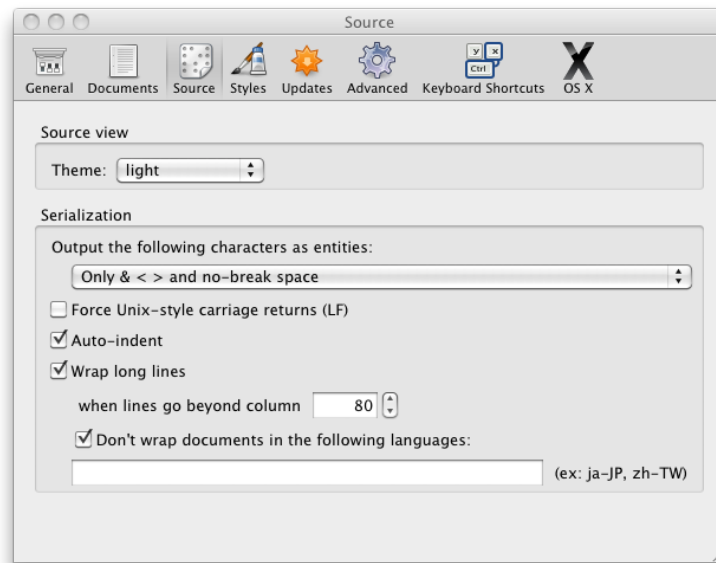 Source
General Documents Source Styles Updates Advanced Keyboard Shortcuts OS X
y x
Ctrl
Source view
Theme: light
Serialization
Output the following characters as entities:
Only & < > and no-break space
Force Unix-style carriage returns (LF)
Auto-indent
Wrap long lines
when lines go beyond column 80
Don't wrap documents in the following languages:
(ex: ja-JP, zh-TW)